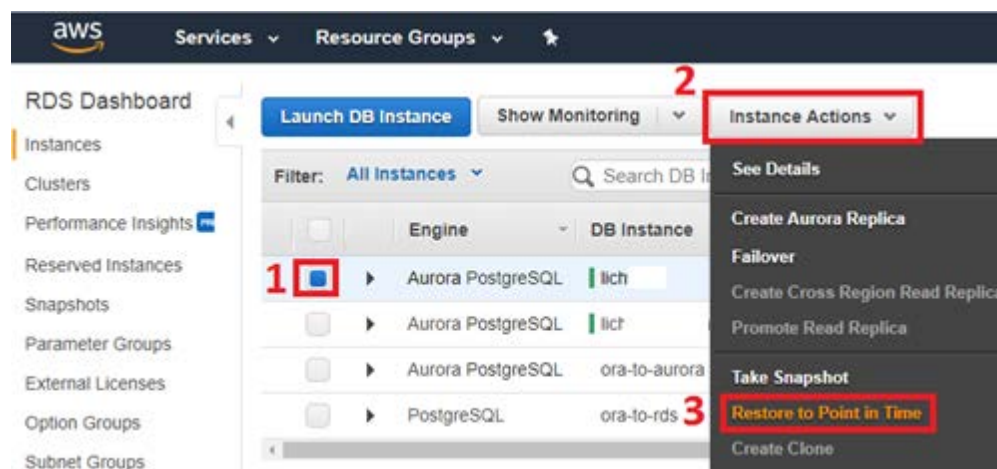 aws Services Resource Groups
2
RDS Dashboard
Launch DB Instance Show Monitoring Instance Actions
Instances
Filter: All Instances Search DB See Details
Clusters
Performance Insights
Engine DB Instance Create Aurora Replica
Reserved Instances
Failover
1 Aurora PostgreSQL lich
Create Cross Region Read Replica
Snapshots
Aurora PostgreSQL Promote Read Replica
Parameter Groups
Aurora PostgreSQL ora-to-aurora Take Snapshot
External Licenses
PostgreSQL ora-to-rds 3 Restore to Point in Time
Option Groups
Create Clone
Subnet Groups